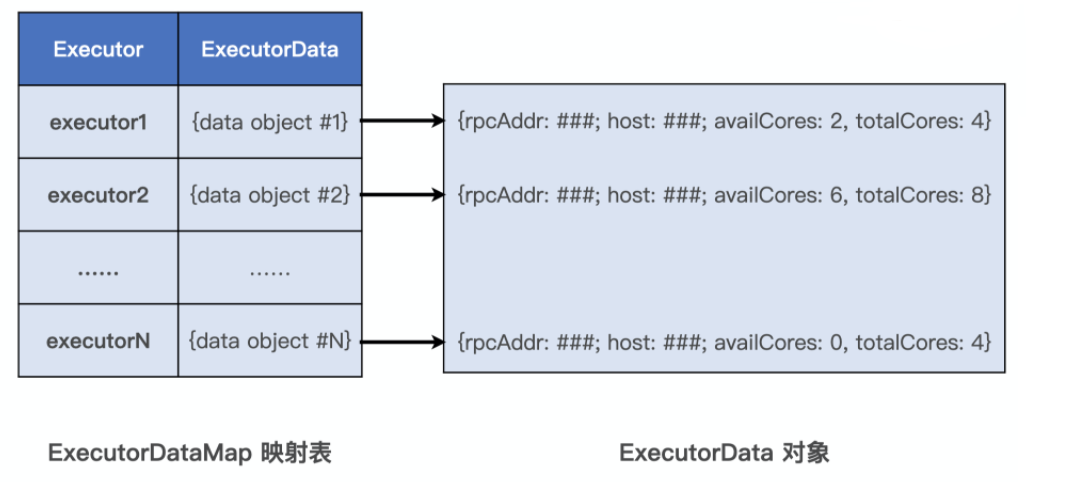 Executor ExecutorData
executor1 {data object #1} {rpcAddr: ###; host: ###; availCores: 2, totalCores: 4}
executor2 {data object #2} {rpcAddr: ###; host: ###; availCores: 6, totalCores: 8}
...... ......
executorN {data object #N} {rpcAddr: ###; host: ###; availCores: 0, totalCores: 4}
ExecutorDataMap 映射表 ExecutorData 对象